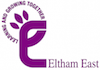 LEARNING AND GROWING TOGETHER
Eltham East